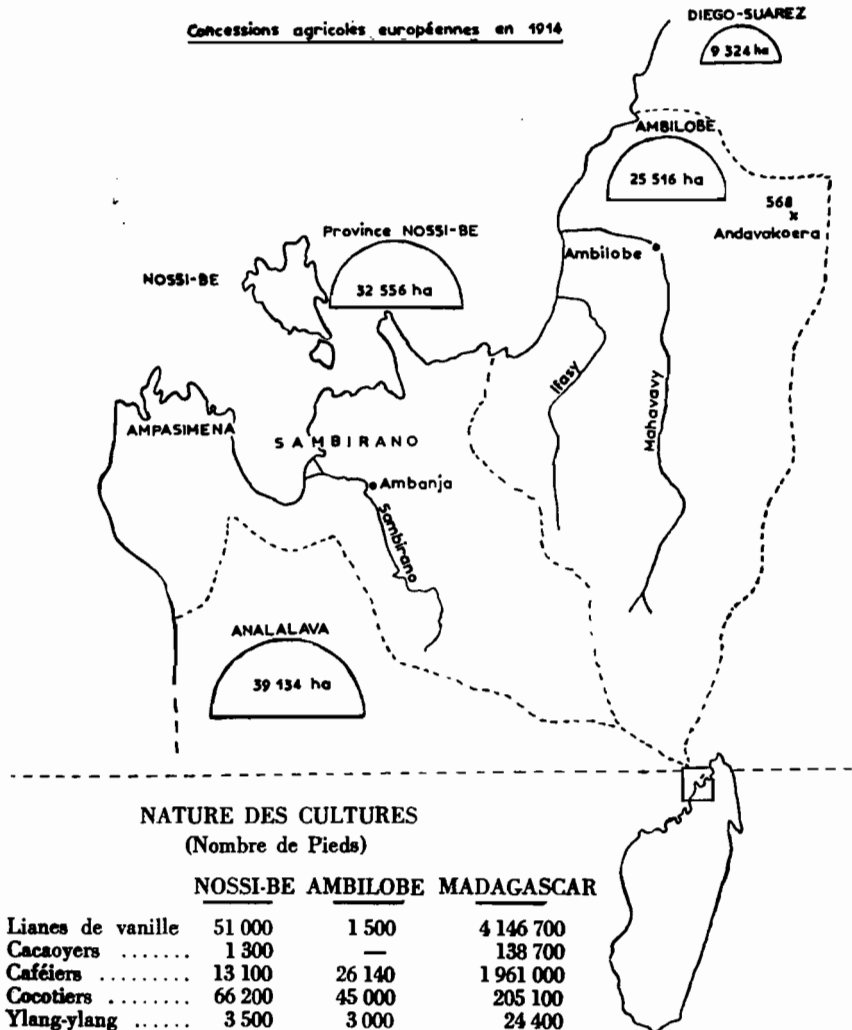 Concessions agricoles européennes en 1914
DIEGO-SUAREZ
9 324 ha
AMBILOBE
25 516 ha
568
Andavakoera
Province NOSSI-BE
32 556 ha
NOSSI-BE
Ambilobe
Ifasy
Mahavavy
AMPASIMENA
SAMBIRANO
Ambanja
Sambirano
ANALALAVA
39 134 ha
NATURE DES CULTURES
(Nombre de Pieds)
NOSSI-BE AMBILOBE MADAGASCAR
Lianes de vanille 51 000 1 500 4 146 700
Cacaoyers ....... 1 300 — 138 700
Caféiers ......... 13 100 26 140 1 961 000
Cocotiers ........ 66 200 45 000 205 100
Ylang-ylang ...... 3 500 3 000 24 400